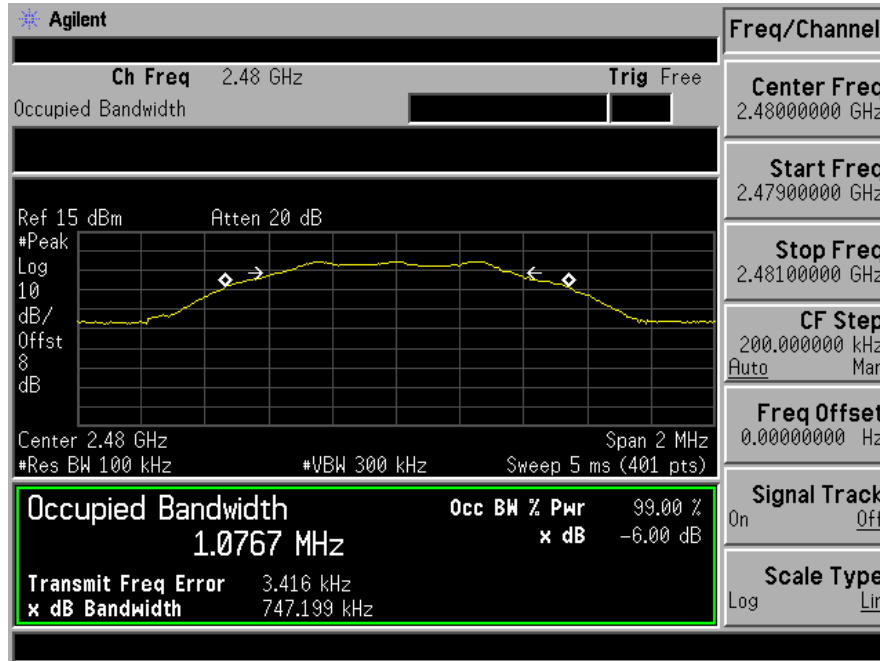 Agilent
Freq/Channel
Ch Freq 2.48 GHz Trig Free
Occupied Bandwidth
Center Freq
2.48000000 GHz
Start Freq
2.47900000 GHz
Stop Freq
2.48100000 GHz
CF Step
200.000000 kHz
Auto Man
Freq Offset
0.00000000 Hz
Signal Track
On Off
Scale Type
Log Lin
Ref 15 dBm Atten 20 dB
#Peak
Log
10
dB/
Offst
8
dB
Center 2.48 GHz Span 2 MHz
#Res BW 100 kHz #VBW 300 kHz Sweep 5 ms (401 pts)
Occupied Bandwidth
1.0767 MHz
Occ BW % Pwr 99.00 %
x dB -6.00 dB
Transmit Freq Error 3.416 kHz
x dB Bandwidth 747.199 kHz